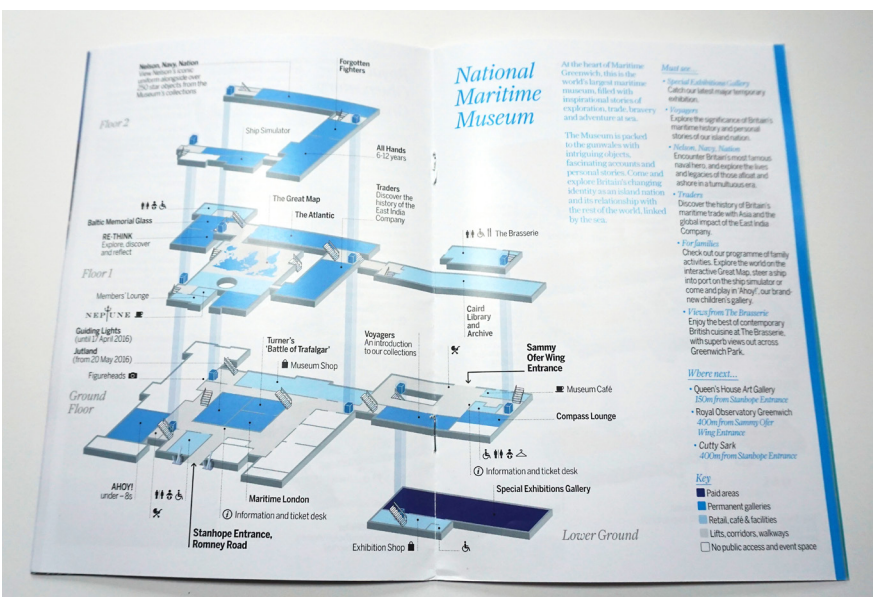 Nelson, Navy, Nation
View Nelson's iconic
uniform alongside over
250 star objects from the
Museum's collections.
Forgotten
Fighters
Floor 2
Ship Simulator
All Hands
6-12 years
Traders
Discover the
history of the
East India
Company
The Great Map
The Atlantic
Baltic Memorial Glass
RE-THINK
Explore, discover
and reflect
The Brasserie
Floor 1
Members' Lounge
NEPTUNE
Caird
Library
and
Archive
Guiding Lights
(until 17 April 2016)
Jutland
(from 20 May 2016)
Figureheads
Turner's
'Battle of Trafalgar'
Museum Shop
Voyagers
An introduction
to our collections
Sammy
Ofer Wing
Entrance
Ground
Floor
Museum Café
Compass Lounge
Information and ticket desk
AHOY!
under – 8s
Maritime London
Information and ticket desk
Special Exhibitions Gallery
Stanhope Entrance,
Romney Road
Exhibition Shop
Lower Ground
National
Maritime
Museum
At the heart of Maritime
Greenwich, this is the
world's largest maritime
museum, filled with
inspirational stories of
exploration, trade, bravery
and adventure at sea.
The Museum is packed
to the gunwales with
intriguing objects,
fascinating accounts and
personal stories. Come and
explore Britain's changing
identity as an island nation
and its relationship with
the rest of the world, linked
by the sea.
Must see...
• Special Exhibitions Gallery
Catch our latest major temporary
exhibition.
• Voyagers
Explore the significance of Britain's
maritime history and personal
stories of our island nation.
• Nelson, Navy, Nation
Encounter Britain's most famous
naval hero, and explore the lives
and legacies of those afloat and
ashore in a tumultuous era.
• Traders
Discover the history of Britain's
maritime trade with Asia and the
global impact of the East India
Company.
• For families
Check out our programme of family
activities. Explore the world on the
interactive Great Map, steer a ship
into port on the ship simulator or
come and play in 'Ahoy!', our brand-
new children's gallery.
• Views from The Brasserie
Enjoy the best of contemporary
British cuisine at The Brasserie,
with superb views out across
Greenwich Park.
Where next...
• Queen's House Art Gallery
150m from Stanhope Entrance
• Royal Observatory Greenwich
400m from Sammy Ofer
Wing Entrance
• Cutty Sark
400m from Stanhope Entrance
Key
Paid areas
Permanent galleries
Retail, café & facilities
Lifts, corridors, walkways
No public access and event space